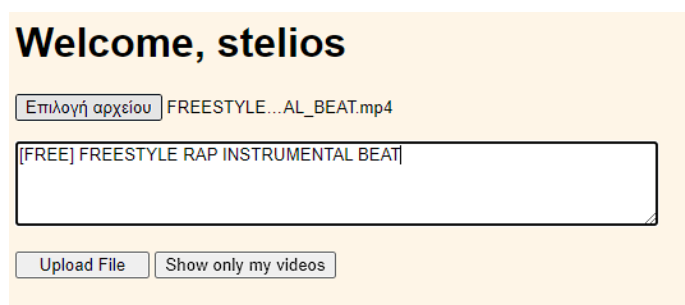 Welcome, stelios
Επιλογή αρχείου FREESTYLE...AL_BEAT.mp4
[FREE] FREESTYLE RAP INSTRUMENTAL BEAT
Upload File Show only my videos